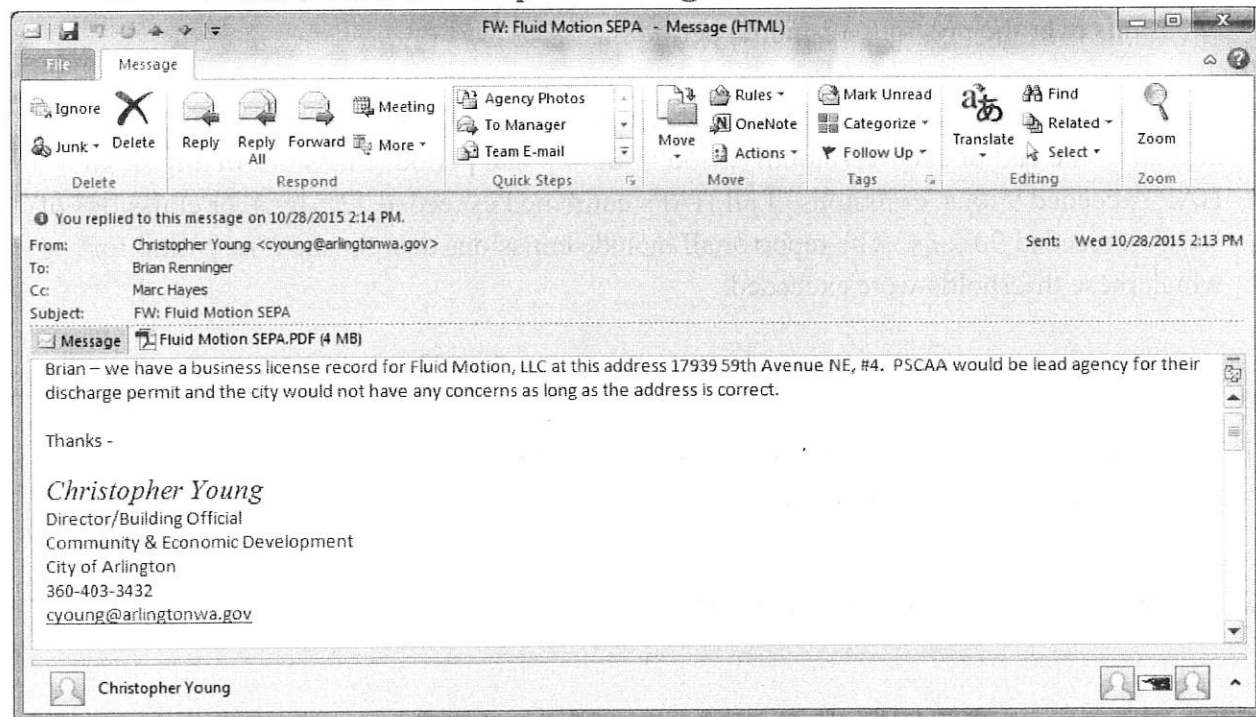 FW: Fluid Motion SEPA - Message (HTML)
File Message
Ignore Meeting Agency Photos Rules Mark Unread Find
To Manager OneNote Categorize Related
Junk Delete Reply Reply All Forward More Team E-mail Move Actions Follow Up Translate Select Zoom
Delete Respond Quick Steps Move Tags Editing Zoom
You replied to this message on 10/28/2015 2:14 PM.
From: Christopher Young <cyoung@arlingtonwa.gov> Sent: Wed 10/28/2015 2:13 PM
To: Brian Renninger
Cc: Marc Hayes
Subject: FW: Fluid Motion SEPA
Message Fluid Motion SEPA.PDF (4 MB)
Brian – we have a business license record for Fluid Motion, LLC at this address 17939 59th Avenue NE, #4. PSCAA would be lead agency for their
discharge permit and the city would not have any concerns as long as the address is correct.
Thanks -
Christopher Young
Director/Building Official
Community & Economic Development
City of Arlington
360-403-3432
cyoung@arlingtonwa.gov
Christopher Young